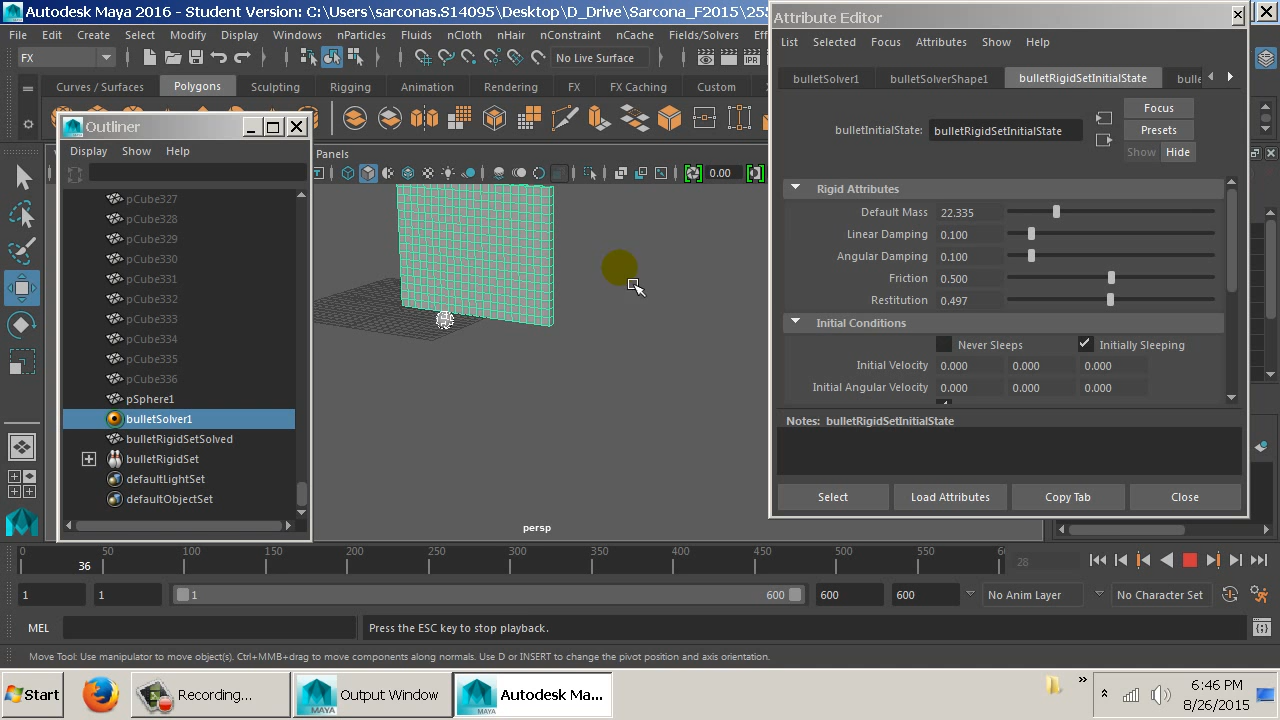 Autodesk Maya 2016 - Student Version: C:\Users\sarconas.S14095\Desktop\D_Drive\Sarcona_F2015\25
File Edit Create Select Modify Display Windows nParticles Fluids nCloth nHair nConstraint nCache Fields/Solvers
FX
No Live Surface
Curves / Surfaces Polygons Sculpting Rigging Animation Rendering FX FX Caching Custom
Outliner
Display Show Help
pCube327
pCube328
pCube329
pCube330
pCube331
pCube332
pCube333
pCube334
pCube335
pCube336
pSphere1
bulletSolver1
bulletRigidSetSolved
bulletRigidSet
defaultLightSet
defaultObjectSet
Panels
0.00
persp
Attribute Editor
List Selected Focus Attributes Show Help
bulletSolver1 bulletSolverShape1 bulletRigidSetInitialState bulle
bulletInitialState: bulletRigidSetInitialState
Focus
Presets
Show Hide
Rigid Attributes
Default Mass 22.335
Linear Damping 0.100
Angular Damping 0.100
Friction 0.500
Restitution 0.497
Initial Conditions
Never Sleeps Initially Sleeping
Initial Velocity 0.000 0.000 0.000
Initial Angular Velocity 0.000 0.000 0.000
Notes: bulletRigidSetInitialState
Select Load Attributes Copy Tab Close
0 50 100 150 200 250 300 350 400 450 500 550
36
28
1 1 1 600 600 600 No Anim Layer No Character Set
MEL Press the ESC key to stop playback.
Move Tool: Use manipulator to move object(s). Ctrl+MMB+drag to move components along normals. Use D or INSERT to change the pivot position and axis orientation.
Start Recording... Output Window Autodesk Ma...
6:46 PM
8/26/2015